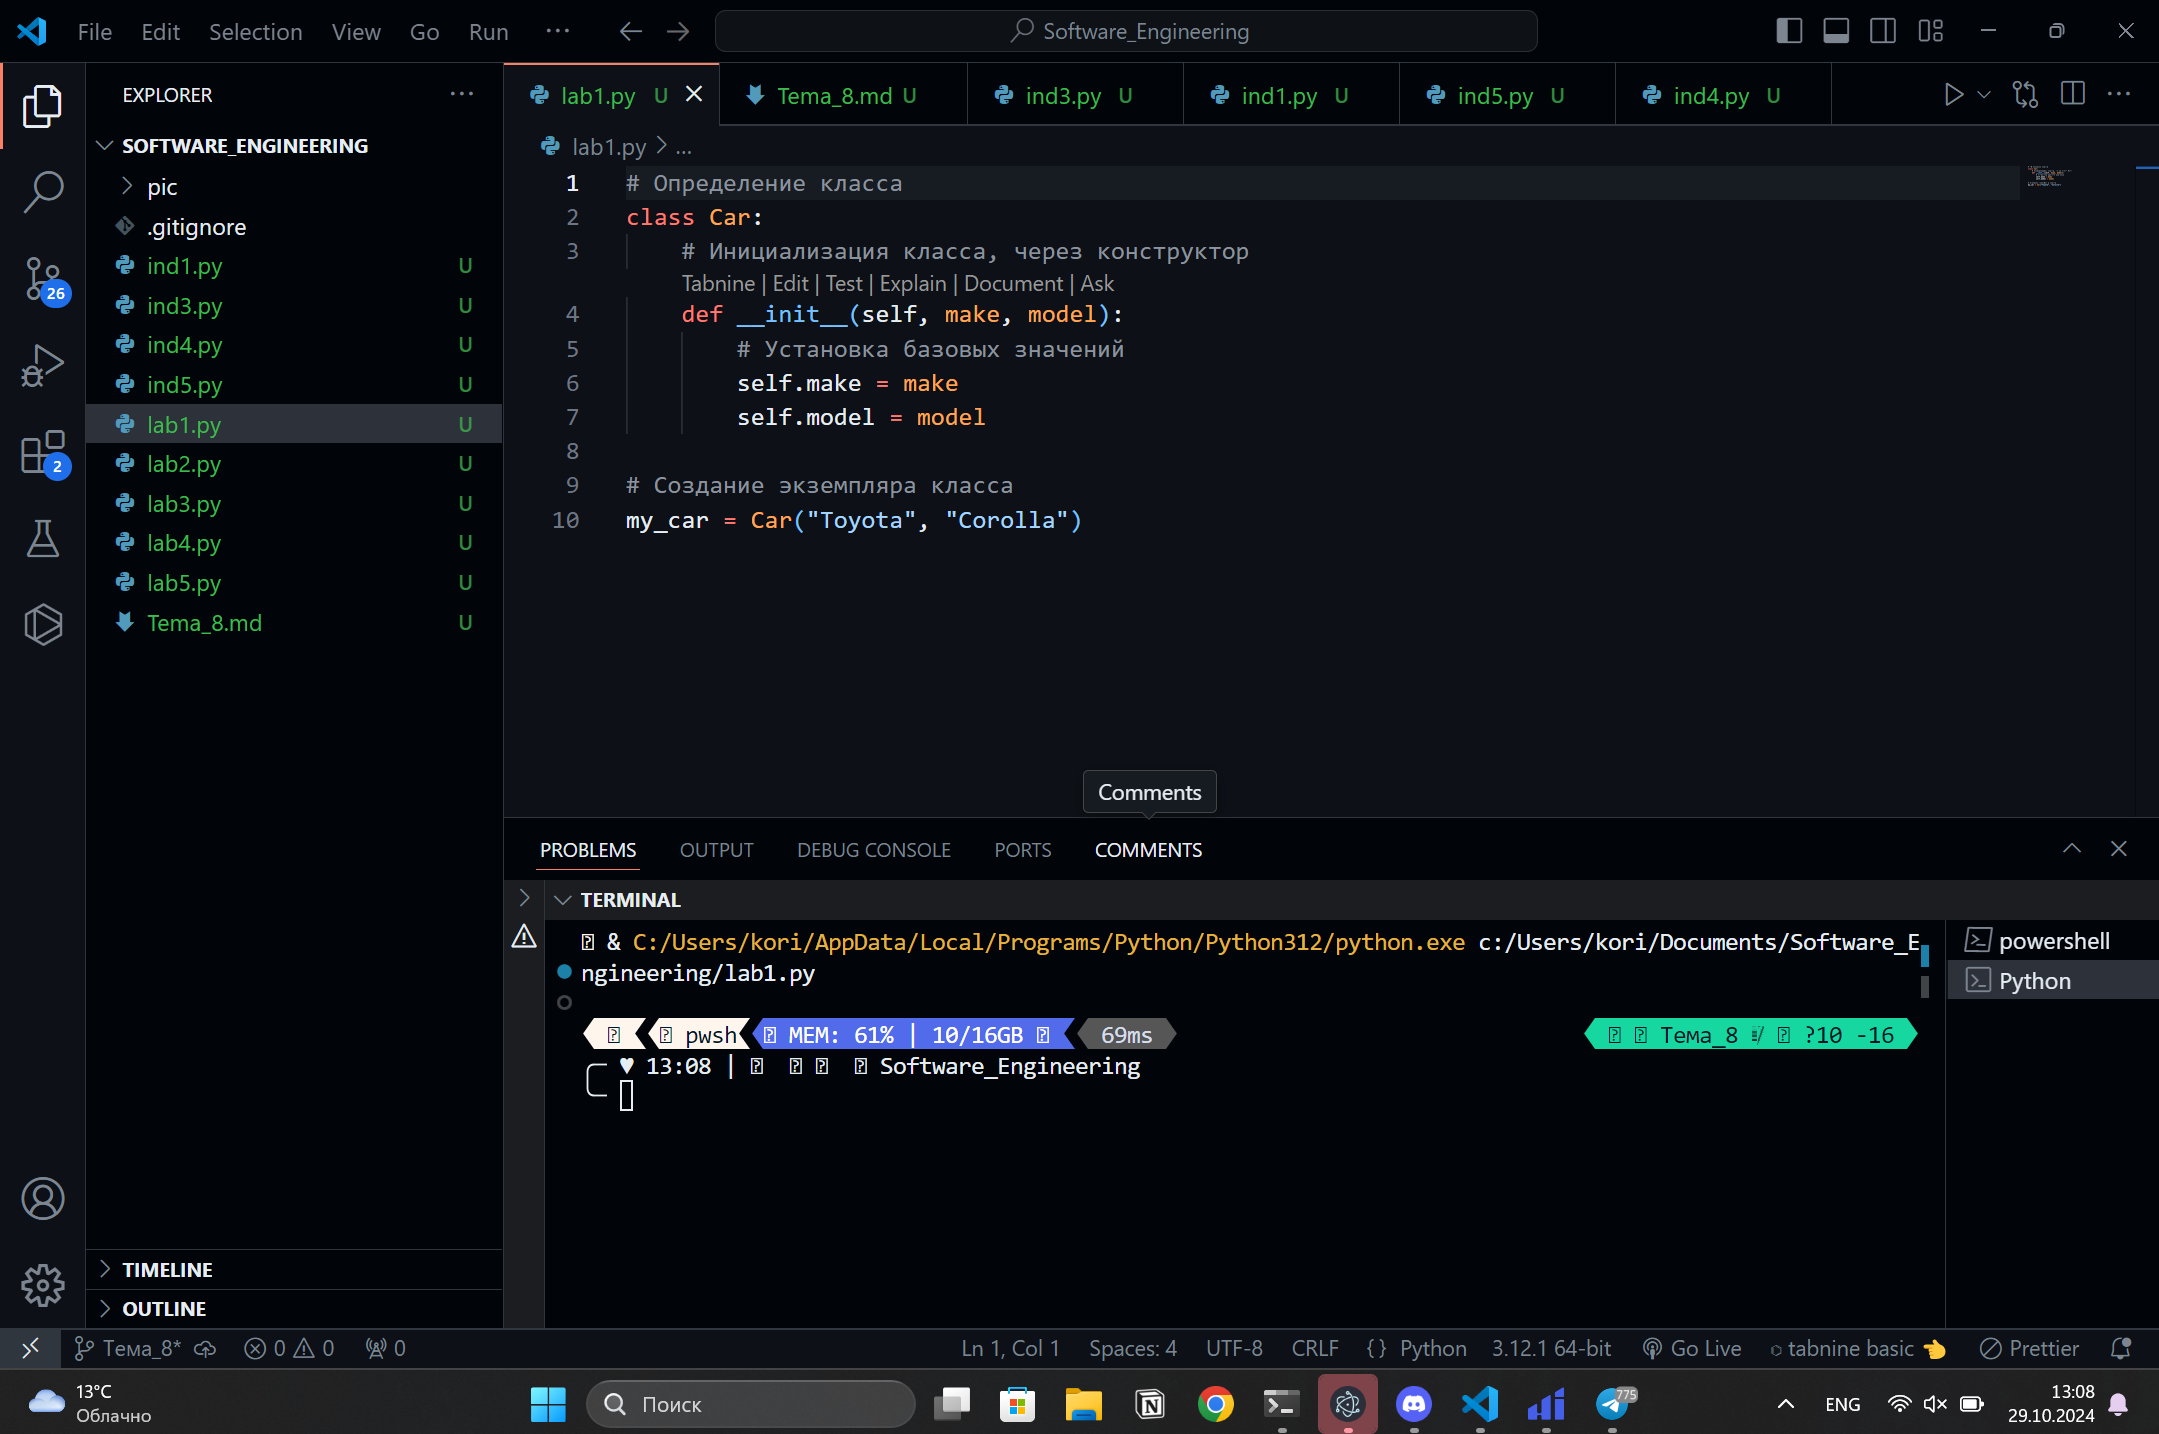 File Edit Selection View Go Run ··· Software_Engineering
EXPLORER
SOFTWARE_ENGINEERING
pic
.gitignore
ind1.py U
ind3.py U
ind4.py U
ind5.py U
lab1.py U
lab2.py U
lab3.py U
lab4.py U
lab5.py U
Tema_8.md U
TIMELINE
OUTLINE
26
2
lab1.py U Tema_8.md U ind3.py U ind1.py U ind5.py U ind4.py U
lab1.py > ...
1 # Определение класса
2 class Car:
3 # Инициализация класса, через конструктор
Tabnine | Edit | Test | Explain | Document | Ask
4 def __init__(self, make, model):
5 # Установка базовых значений
6 self.make = make
7 self.model = model
8
9 # Создание экземпляра класса
10 my_car = Car("Toyota", "Corolla")
Comments
PROBLEMS OUTPUT DEBUG CONSOLE PORTS COMMENTS
TERMINAL
& C:/Users/kori/AppData/Local/Programs/Python/Python312/python.exe c:/Users/kori/Documents/Software_E
ngineering/lab1.py
pwsh MEM: 61% | 10/16GB 69ms Тема_8 ?10 -16
♥ 13:08 | Software_Engineering
powershell
Python
Тема_8* 0 0 0 Ln 1, Col 1 Spaces: 4 UTF-8 CRLF {} Python 3.12.1 64-bit Go Live tabnine basic Prettier
13°C
Облачно
Поиск
775
ENG
13:08
29.10.2024